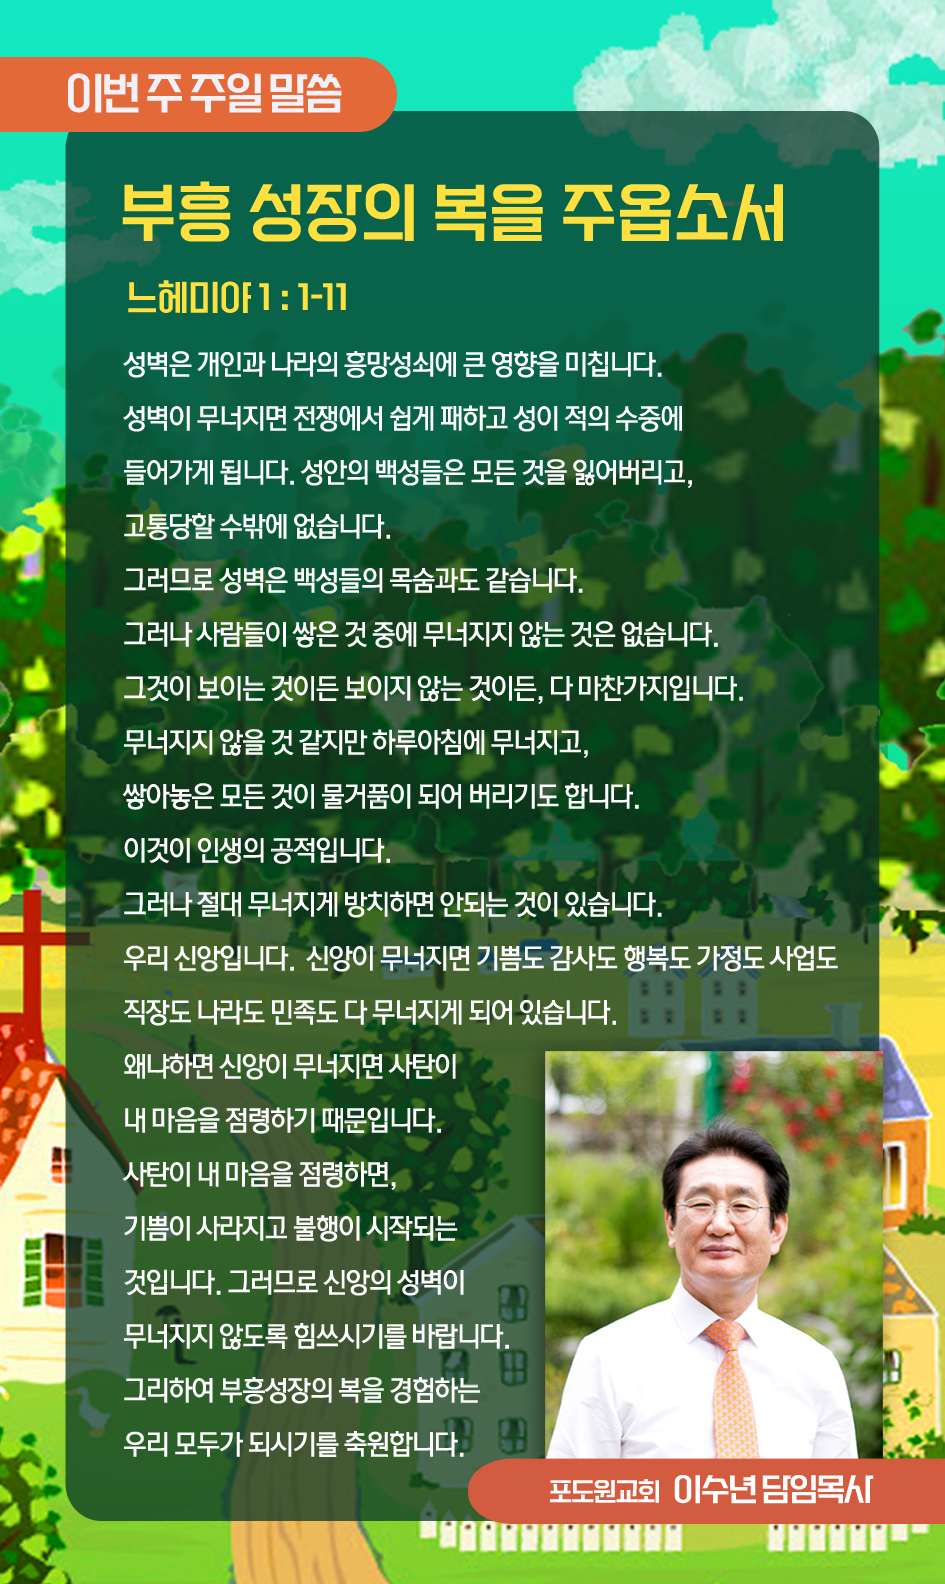 이번 주 주일 말씀
부흥 성장의 복을 주옵소서
느헤미야 1 : 1-11
성벽은 개인과 나라의 흥망성쇠에 큰 영향을 미칩니다.
성벽이 무너지면 전쟁에서 쉽게 패하고 성이 적의 수중에
들어가게 됩니다. 성안의 백성들은 모든 것을 잃어버리고,
고통당할 수밖에 없습니다.
그러므로 성벽은 백성들의 목숨과도 같습니다.
그러나 사람들이 쌓은 것 중에 무너지지 않는 것은 없습니다.
그것이 보이는 것이든 보이지 않는 것이든, 다 마찬가지입니다.
무너지지 않을 것 같지만 하루아침에 무너지고,
쌓아놓은 모든 것이 물거품이 되어 버리기도 합니다.
이것이 인생의 공적입니다.
그러나 절대 무너지게 방치하면 안되는 것이 있습니다.
우리 신앙입니다. 신앙이 무너지면 기쁨도 감사도 행복도 가정도 사업도
직장도 나라도 민족도 다 무너지게 되어 있습니다.
왜냐하면 신앙이 무너지면 사탄이
내 마음을 점령하기 때문입니다.
사탄이 내 마음을 점령하면,
기쁨이 사라지고 불행이 시작되는
것입니다. 그러므로 신앙의 성벽이
무너지지 않도록 힘쓰시기를 바랍니다.
그리하여 부흥성장의 복을 경험하는
우리 모두가 되시기를 축원합니다.
포도원교회 이수년 담임목사